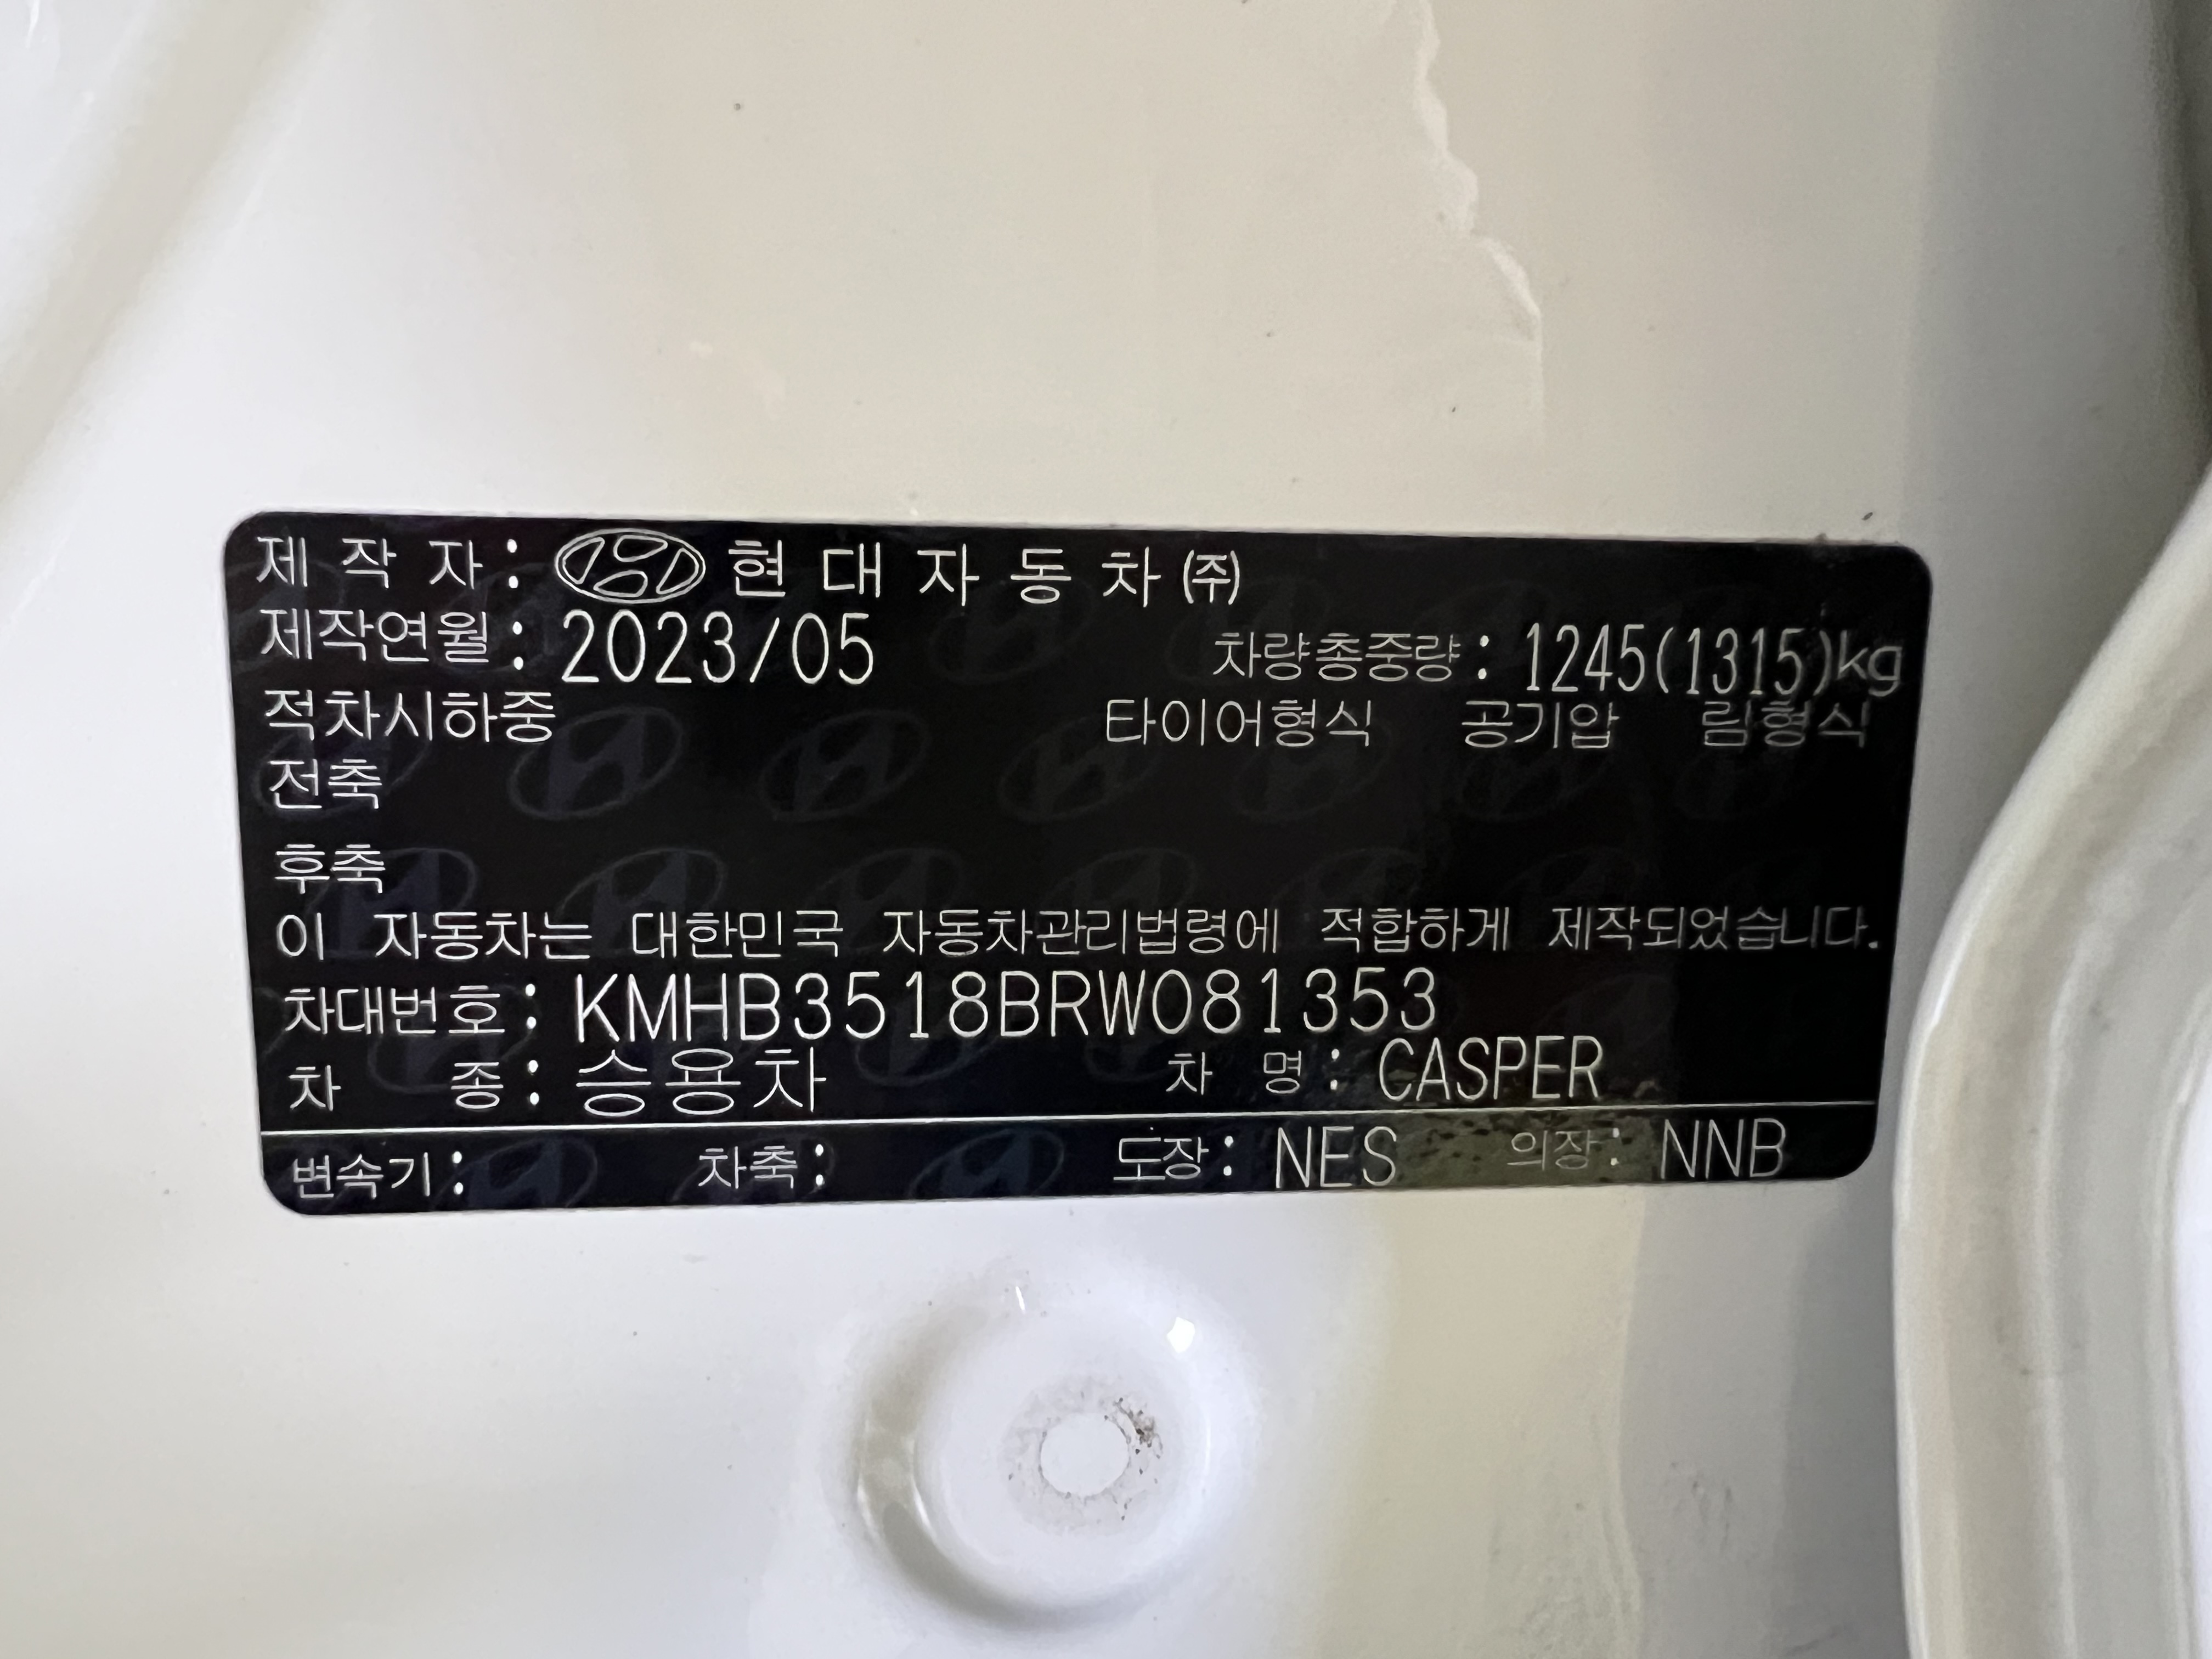 제 작 자 : 현 대 자 동 차 ㈜
제작연월 : 2023/05 차량총중량 : 1245(1315)kg
적차시하중 타이어형식 공기압 림형식
전축
후축
이 자동차는 대한민국 자동차관리법령에 적합하게 제작되었습니다.
차대번호 : KMHB3518BRW081353
차 종 : 승용차 차 명 : CASPER
변속기 : 차축 : 도장 : NES 의장 : NNB